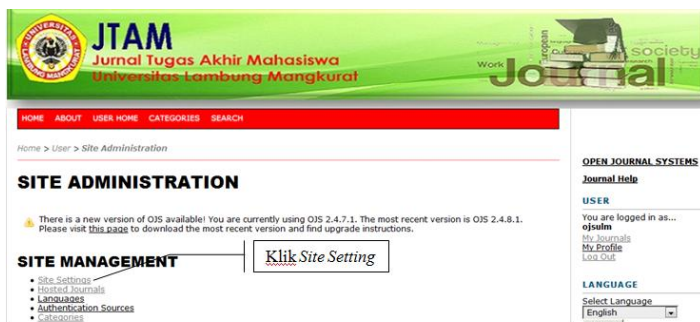 JTAM
Jurnal Tugas Akhir Mahasiswa
Universitas Lambung Mangkurat
Work
Journal
European
society
HOME ABOUT USER HOME CATEGORIES SEARCH
Home > User > Site Administration
SITE ADMINISTRATION
There is a new version of OJS available! You are currently using OJS 2.4.7.1. The most recent version is OJS 2.4.8.1.
Please visit this page to download the most recent version and find upgrade instructions.
SITE MANAGEMENT
• Site Settings
• Hosted Journals
• Languages
• Authentication Sources
• Categories
Klik Site Setting
OPEN JOURNAL SYSTEMS
Journal Help
USER
You are logged in as...
ojsulm
My Journals
My Profile
Log Out
LANGUAGE
Select Language
English